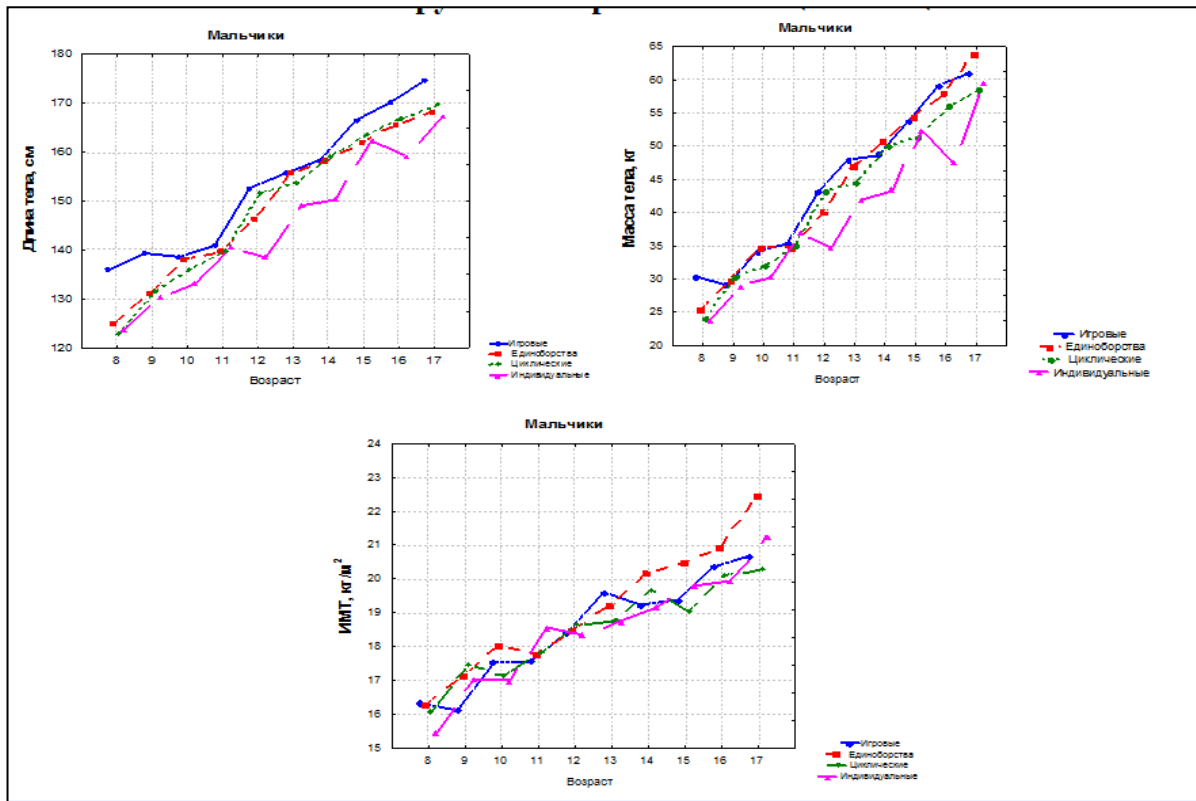 Мальчики
Длина тела, см
180
170
160
150
140
130
120
8 9 10 11 12 13 14 15 16 17
Возраст
Игровые
Единоборства
Циклические
Индивидуальные
Мальчики
Масса тела, кг
65
60
55
50
45
40
35
30
25
20
8 9 10 11 12 13 14 15 16 17
Возраст
Игровые
Единоборства
Циклические
Индивидуальные
Мальчики
ИМТ, кг/м²
24
23
22
21
20
19
18
17
16
15
8 9 10 11 12 13 14 15 16 17
Возраст
Игровые
Единоборства
Циклические
Индивидуальные